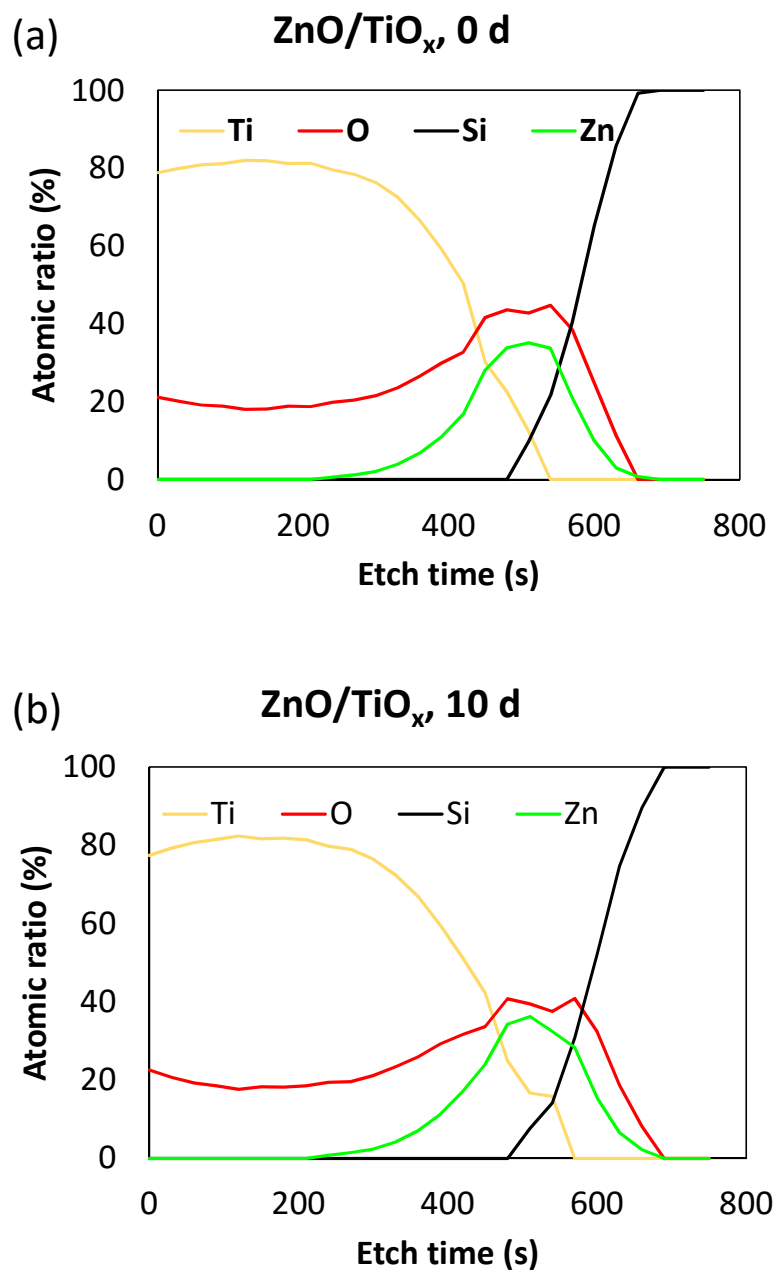 (a)
ZnO/TiOₓ, 0 d
Ti O Si Zn
100
80
60
40
20
0
Atomic ratio (%)
0 200 400 600 800
Etch time (s)
(b)
ZnO/TiOₓ, 10 d
Ti O Si Zn
100
80
60
40
20
0
Atomic ratio (%)
0 200 400 600 800
Etch time (s)